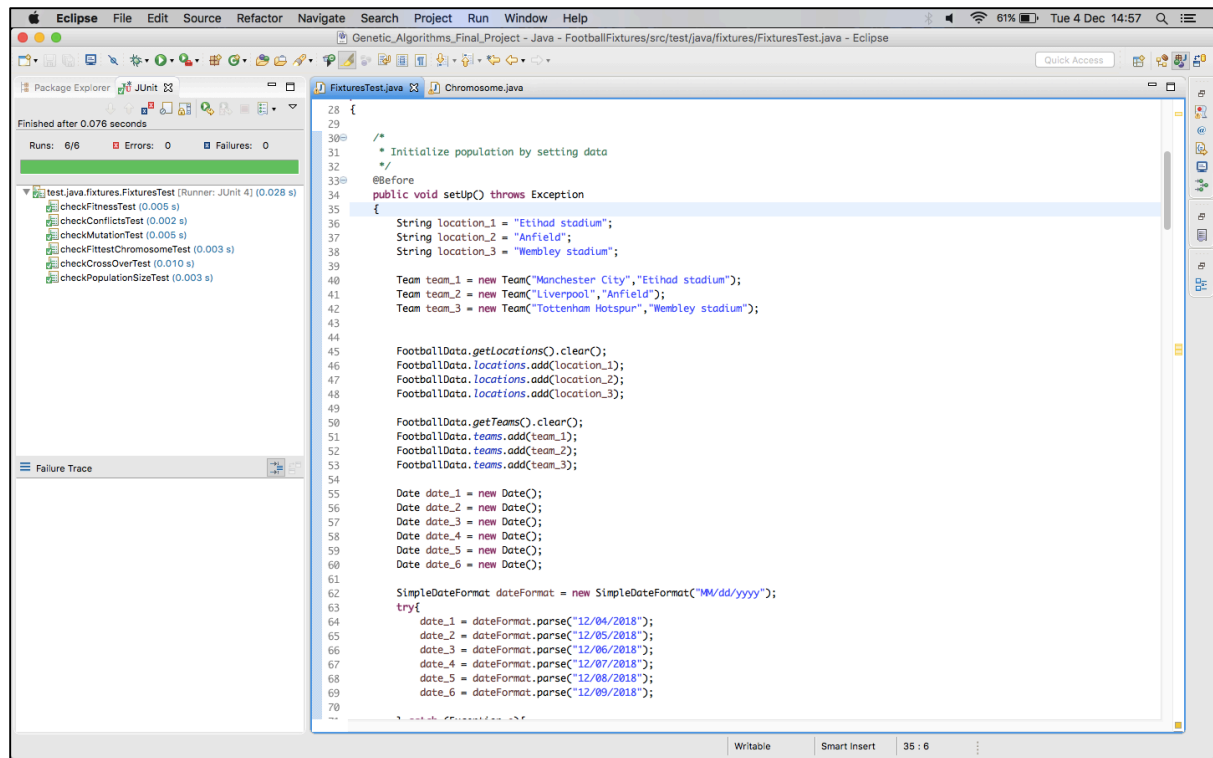 Eclipse File Edit Source Refactor Navigate Search Project Run Window Help 61% Tue 4 Dec 14:57
Genetic_Algorithms_Final_Project - Java - FootballFixtures/src/test/java/fixtures/FixturesTest.java - Eclipse
Quick Access
Package Explorer JUnit
Finished after 0.076 seconds
Runs: 6/6 Errors: 0 Failures: 0
test.java.fixtures.FixturesTest [Runner: JUnit 4] (0.028 s)
checkFitnessTest (0.005 s)
checkConflictsTest (0.002 s)
checkMutationTest (0.005 s)
checkFittestChromosomeTest (0.003 s)
checkCrossOverTest (0.010 s)
checkPopulationSizeTest (0.003 s)
Failure Trace
FixturesTest.java Chromosome.java
28 {
29
30 /*
31 * Initialize population by setting data
32 */
33 @Before
34 public void setUp() throws Exception
35 {
36 String location_1 = "Etihad stadium";
37 String location_2 = "Anfield";
38 String location_3 = "Wembley stadium";
39
40 Team team_1 = new Team("Manchester City","Etihad stadium");
41 Team team_2 = new Team("Liverpool","Anfield");
42 Team team_3 = new Team("Tottenham Hotspur","Wembley stadium");
43
44
45 FootballData.getLocations().clear();
46 FootballData.locations.add(location_1);
47 FootballData.locations.add(location_2);
48 FootballData.locations.add(location_3);
49
50 FootballData.getTeams().clear();
51 FootballData.teams.add(team_1);
52 FootballData.teams.add(team_2);
53 FootballData.teams.add(team_3);
54
55 Date date_1 = new Date();
56 Date date_2 = new Date();
57 Date date_3 = new Date();
58 Date date_4 = new Date();
59 Date date_5 = new Date();
60 Date date_6 = new Date();
61
62 SimpleDateFormat dateFormat = new SimpleDateFormat("MM/dd/yyyy");
63 try{
64 date_1 = dateFormat.parse("12/04/2018");
65 date_2 = dateFormat.parse("12/05/2018");
66 date_3 = dateFormat.parse("12/06/2018");
67 date_4 = dateFormat.parse("12/07/2018");
68 date_5 = dateFormat.parse("12/08/2018");
69 date_6 = dateFormat.parse("12/09/2018");
70
Writable Smart Insert 35 : 6